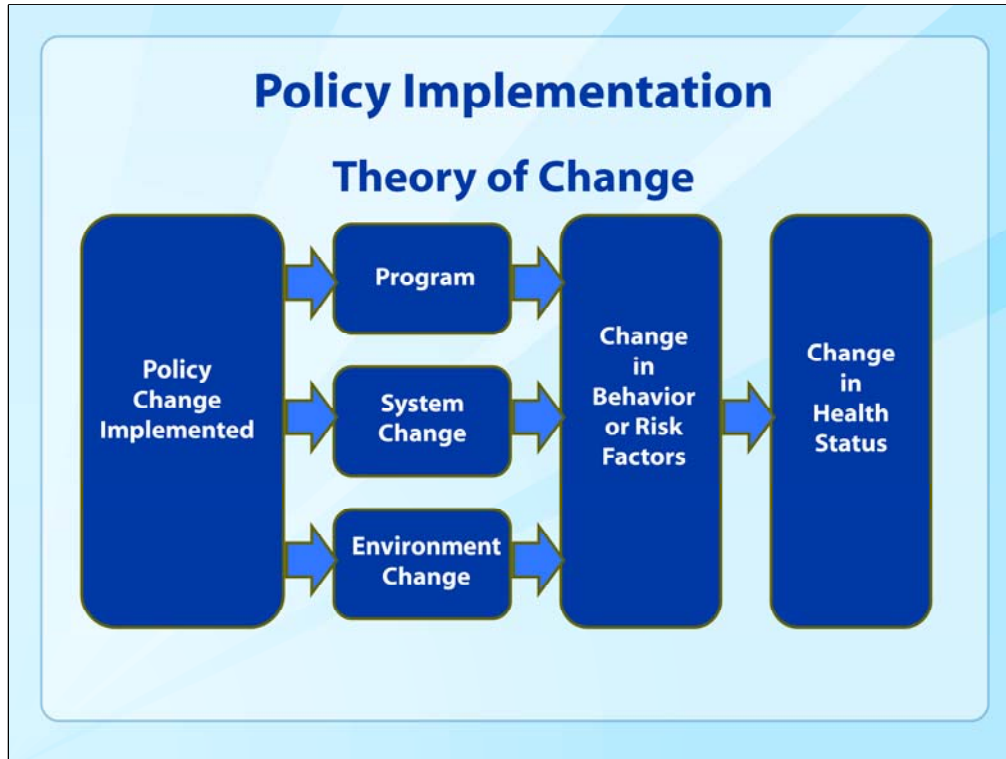 Policy Implementation
Theory of Change
Policy
Change
Implemented
Program
System
Change
Environment
Change
Change
in
Behavior
or Risk
Factors
Change
in
Health
Status